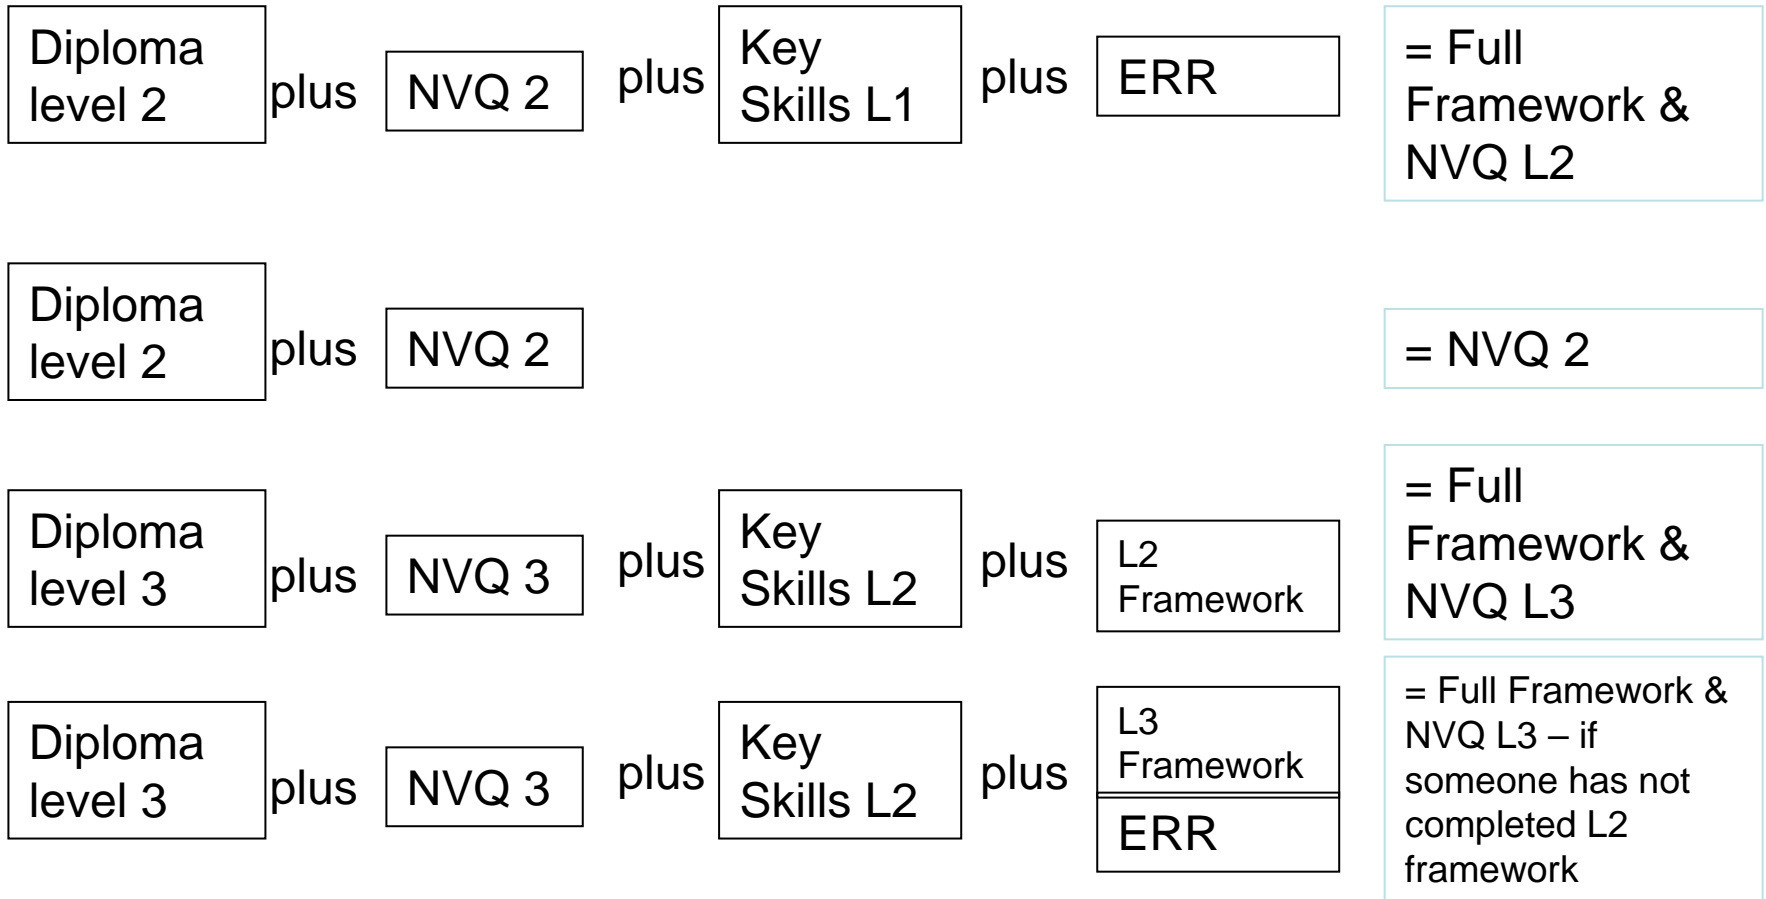 Diploma
level 2
plus
NVQ 2
plus
Key
Skills L1
plus
ERR
= Full
Framework &
NVQ L2
Diploma
level 2
plus
NVQ 2
= NVQ 2
Diploma
level 3
plus
NVQ 3
plus
Key
Skills L2
plus
L2
Framework
= Full
Framework &
NVQ L3
Diploma
level 3
plus
NVQ 3
plus
Key
Skills L2
plus
L3
Framework
ERR
= Full Framework &
NVQ L3 – if
someone has not
completed L2
framework